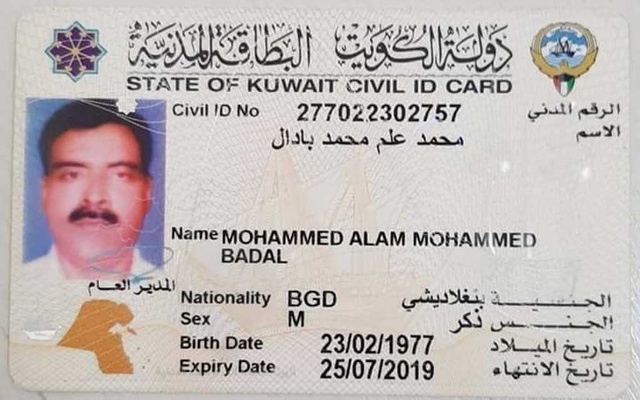 دولة الكويت البطاقة المدنية
STATE OF KUWAIT CIVIL ID CARD
Civil ID No 277022302757 الرقم المدني
محمد علم محمد بادال الاسم
Name MOHAMMED ALAM MOHAMMED
BADAL
المدير العام
Nationality BGD الجنسيــة بنغلاديشي
Sex M الجنــس ذكر
Birth Date 23/02/1977 تاريخ الميلاد
Expiry Date 25/07/2019 تاريخ الانتهاء